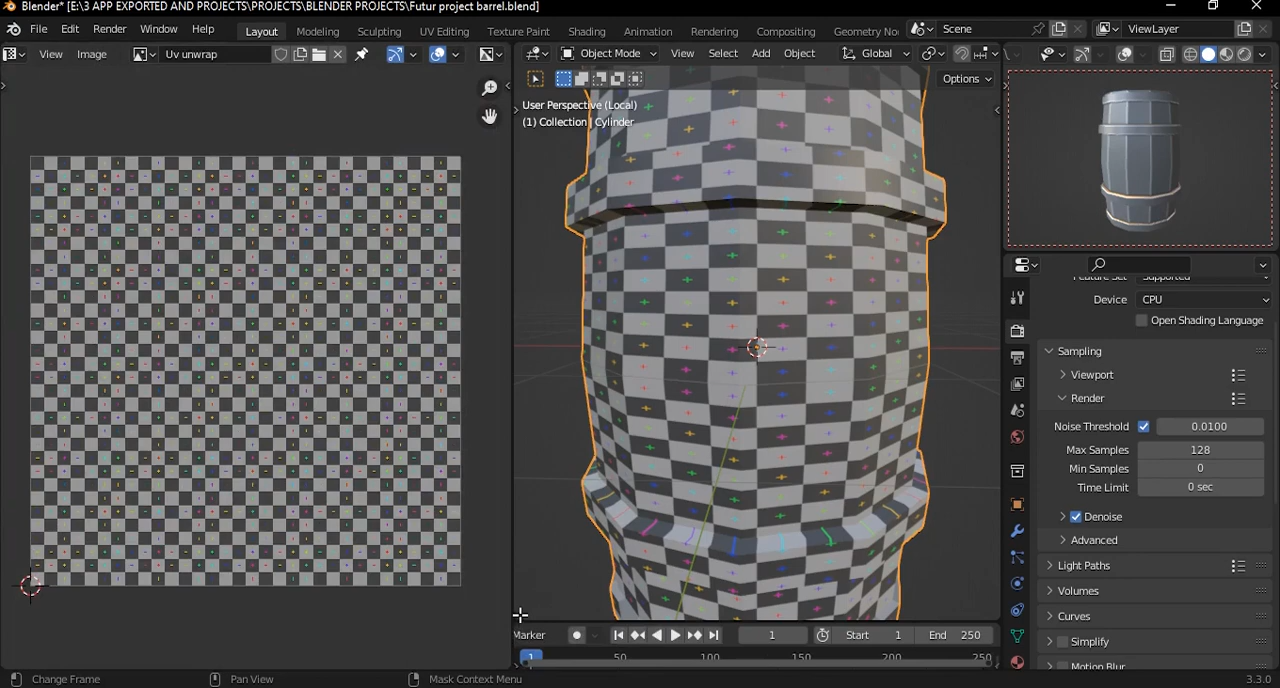 Blender* [E:\3 APP EXPORTED AND PROJECTS\PROJECTS\BLENDER PROJECTS\Futur project barrel.blend]
File Edit Render Window Help Layout Modeling Sculpting UV Editing Texture Paint Shading Animation Rendering Compositing Geometry No Scene ViewLayer
View Image Uv unwrap Object Mode View Select Add Object Global
Options
User Perspective (Local)
(1) Collection | Cylinder
Device CPU
Open Shading Language
Sampling
Viewport
Render
Noise Threshold 0.0100
Max Samples 128
Min Samples 0
Time Limit 0 sec
Denoise
Advanced
Light Paths
Volumes
Curves
Simplify
Motion Blur
Marker 1 Start 1 End 250
1 50 100 150 200 250
Change Frame Pan View Mask Context Menu 3.3.0